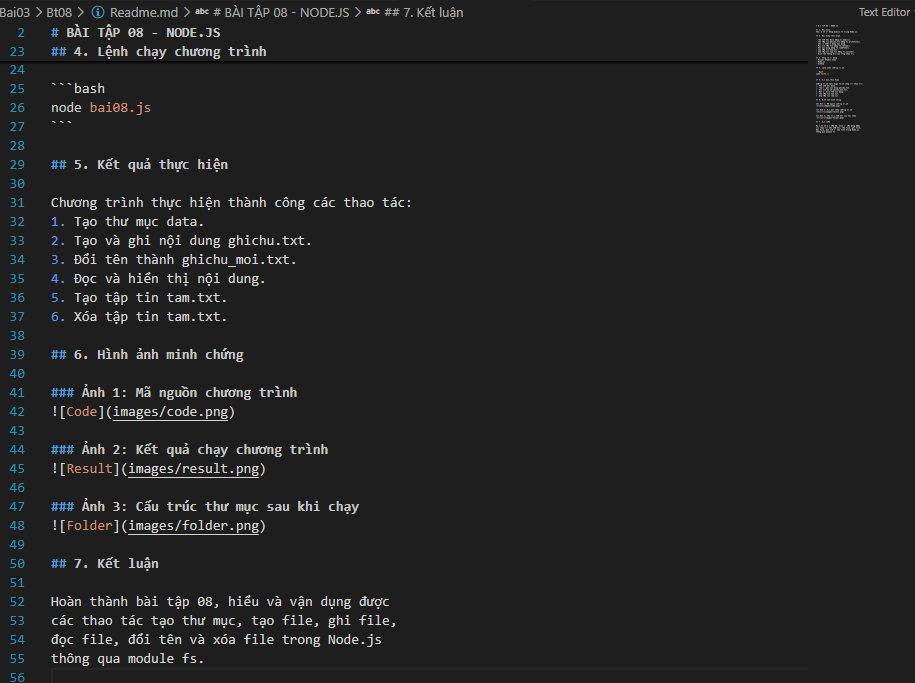 Bai03 > Bt08 > Readme.md > abc # BÀI TẬP 08 - NODE.JS > abc ## 7. Kết luận
Text Editor
2 # BÀI TẬP 08 - NODE.JS
23 ## 4. Lệnh chạy chương trình
24
25 ```bash
26 node bai08.js
27 ```
28
29 ## 5. Kết quả thực hiện
30
31 Chương trình thực hiện thành công các thao tác:
32 1. Tạo thư mục data.
33 2. Tạo và ghi nội dung ghichu.txt.
34 3. Đổi tên thành ghichu_moi.txt.
35 4. Đọc và hiển thị nội dung.
36 5. Tạo tập tin tam.txt.
37 6. Xóa tập tin tam.txt.
38
39 ## 6. Hình ảnh minh chứng
40
41 ### Ảnh 1: Mã nguồn chương trình
42 ![Code](images/code.png)
43
44 ### Ảnh 2: Kết quả chạy chương trình
45 ![Result](images/result.png)
46
47 ### Ảnh 3: Cấu trúc thư mục sau khi chạy
48 ![Folder](images/folder.png)
49
50 ## 7. Kết luận
51
52 Hoàn thành bài tập 08, hiểu và vận dụng được
53 các thao tác tạo thư mục, tạo file, ghi file,
54 đọc file, đổi tên và xóa file trong Node.js
55 thông qua module fs.
56